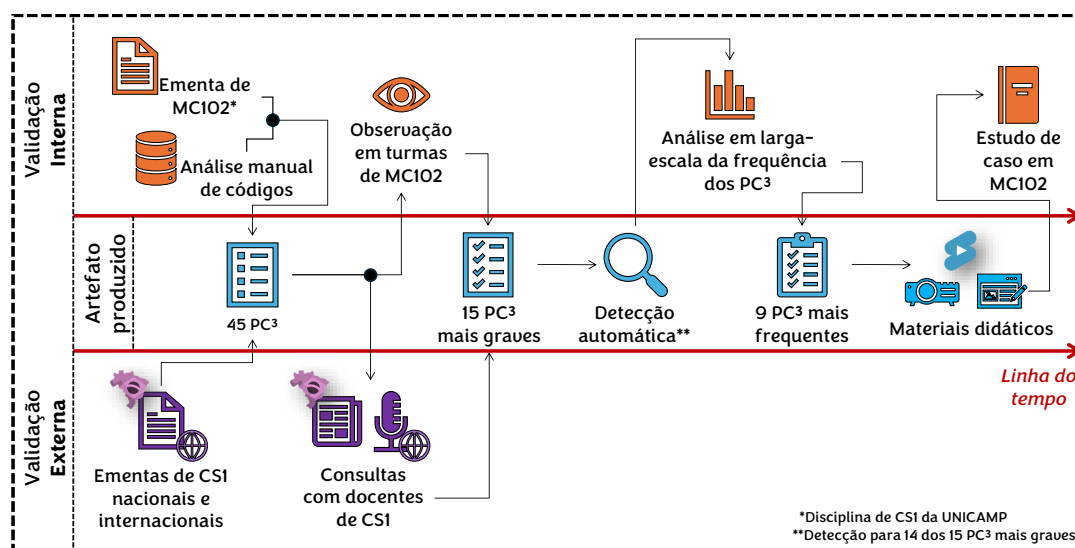 Validação
Interna
Ementa de
MC102*
Análise manual
de códigos
Observação
em turmas
de MC102
Análise em larga-
escala da frequência
dos PC³
Estudo de
caso em
MC102
Artefato
produzido
45 PC³
15 PC³
mais graves
Detecção
automática**
9 PC³ mais
frequentes
Materiais didáticos
Linha do
tempo
Validação
Externa
Ementas de CS1
nacionais e
internacionais
Consultas
com docentes
de CS1
*Disciplina de CS1 da UNICAMP
**Detecção para 14 dos 15 PC³ mais graves